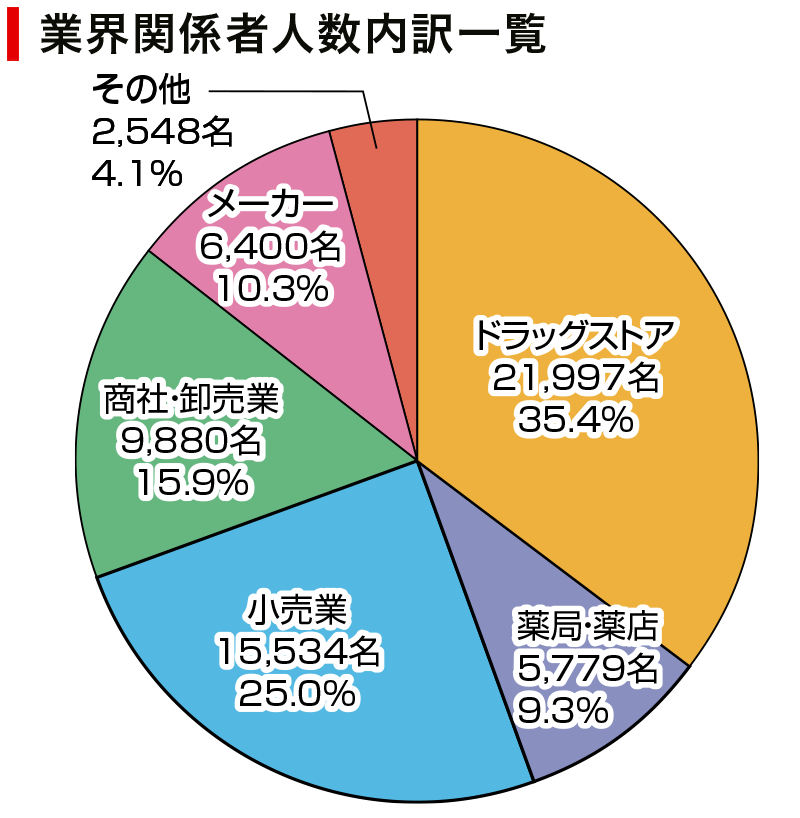 業界関係者人数内訳一覧
その他
2,548名
4.1%
メーカー
6,400名
10.3%
ドラッグストア
21,997名
35.4%
商社・卸売業
9,880名
15.9%
小売業
15,534名
25.0%
薬局・薬店
5,779名
9.3%